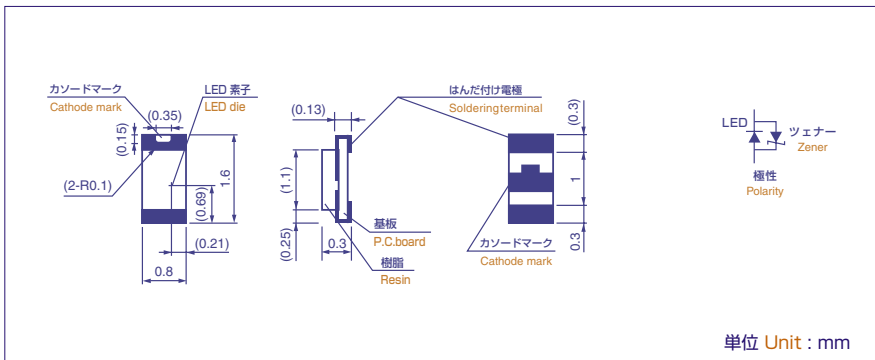 カソードマーク
Cathode mark
LED 素子
LED die
(0.35)
(0.15)
(2-R0.1)
1.6
(0.69)
(0.21)
0.8
(0.13)
はんだ付け電極
Solderingterminal
(1.1)
(0.25)
0.3
基板
P.C.board
樹脂
Resin
(0.3)
1
0.3
カソードマーク
Cathode mark
LED
ツェナー
Zener
極性
Polarity
単位 Unit : mm